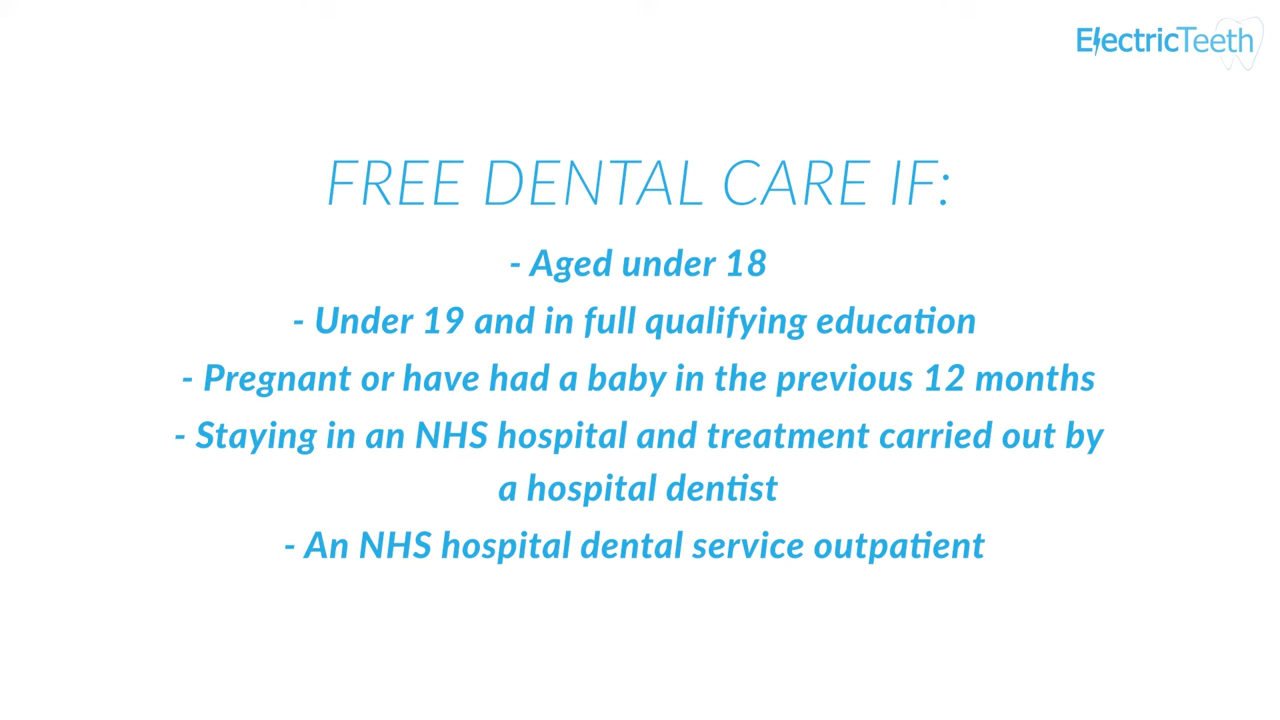 ElectricTeeth
FREE DENTAL CARE IF:
- Aged under 18
- Under 19 and in full qualifying education
- Pregnant or have had a baby in the previous 12 months
- Staying in an NHS hospital and treatment carried out by
a hospital dentist
- An NHS hospital dental service outpatient